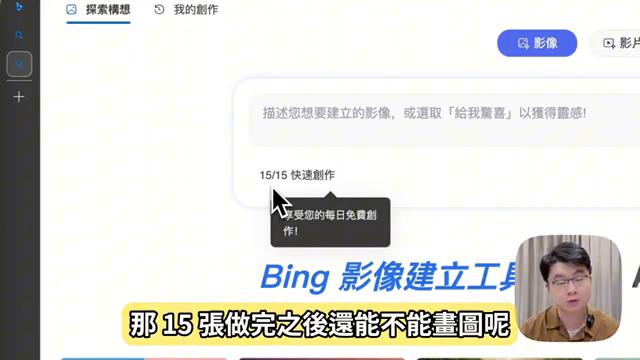 探索構想 我的創作
影像 影片
描述您想要建立的影像，或選取「給我驚喜」以獲得靈感!
15/15 快速創作
享受您的每日免費創
作!
Bing 影像建立工具
那 15 張做完之後還能不能畫圖呢